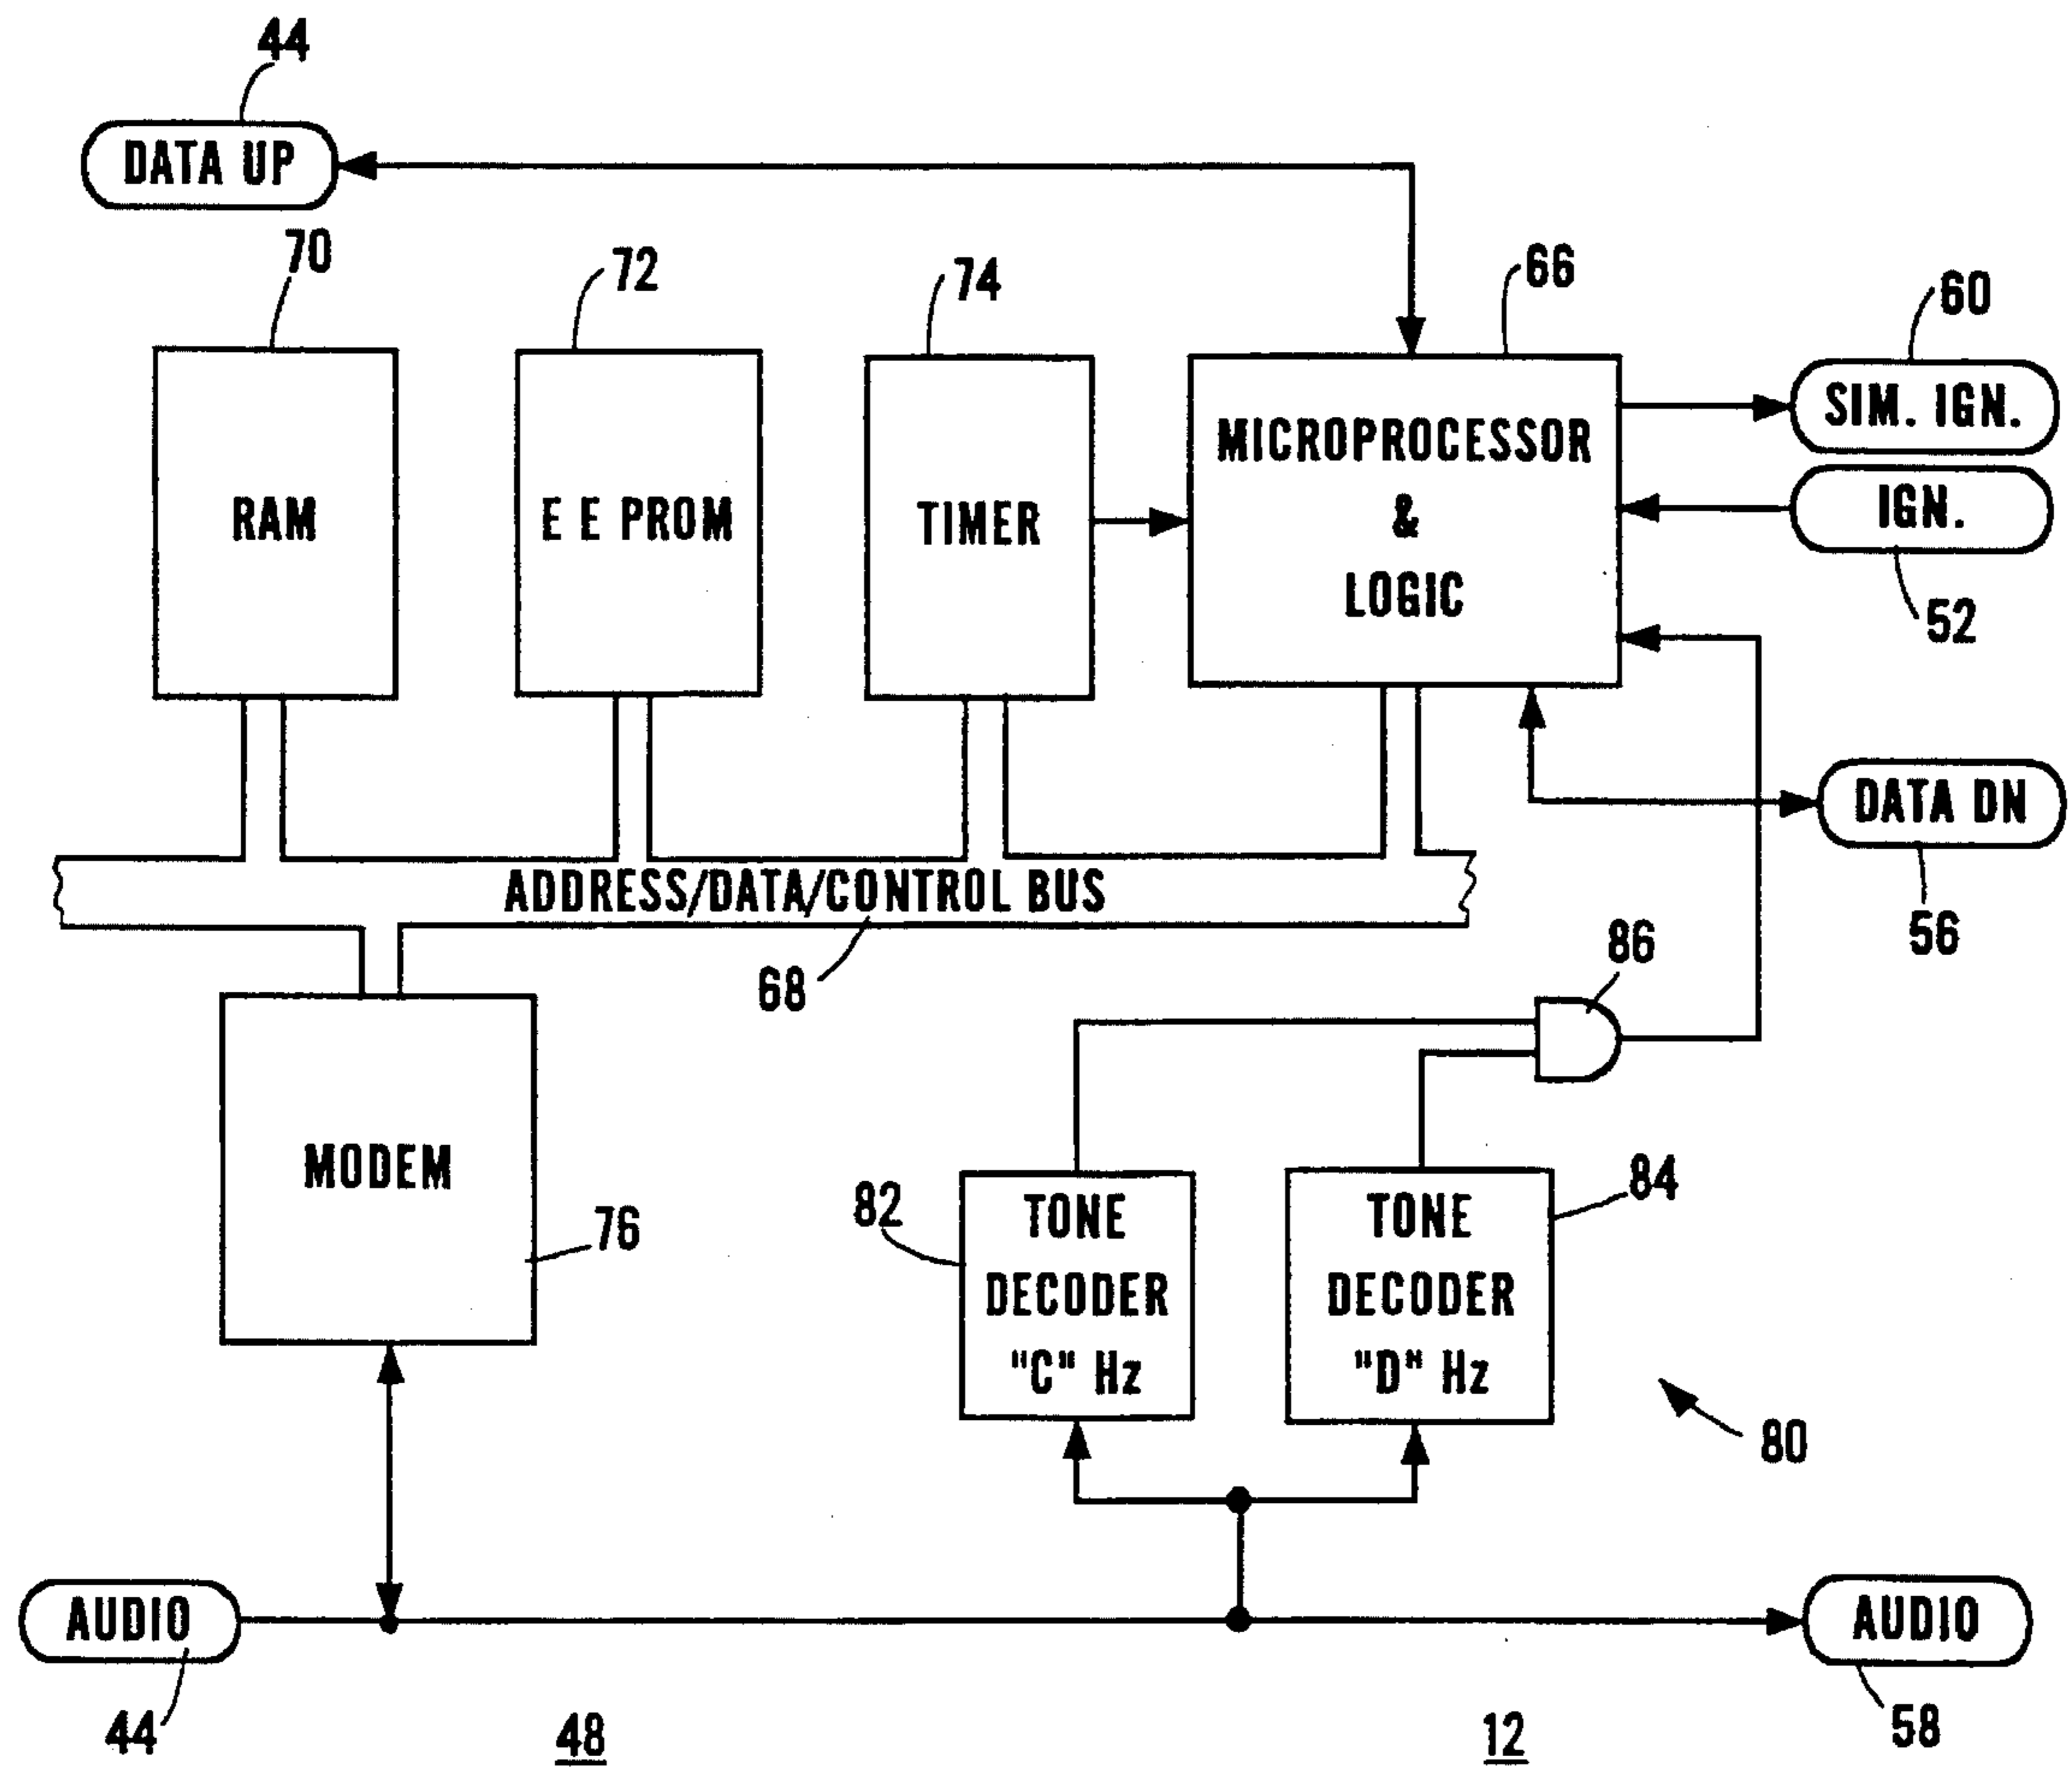 44
DATA UP
70
72
74
66
60
SIM. IGN.
RAM
E E PROM
TIMER
MICROPROCESSOR
&
LOGIC
IGN.
52
DATA DN
56
ADDRESS/DATA/CONTROL BUS
68
86
MODEM
76
82
TONE
DECODER
"C" Hz
TONE
DECODER
"D" Hz
84
80
AUDIO
44
AUDIO
58
48
12